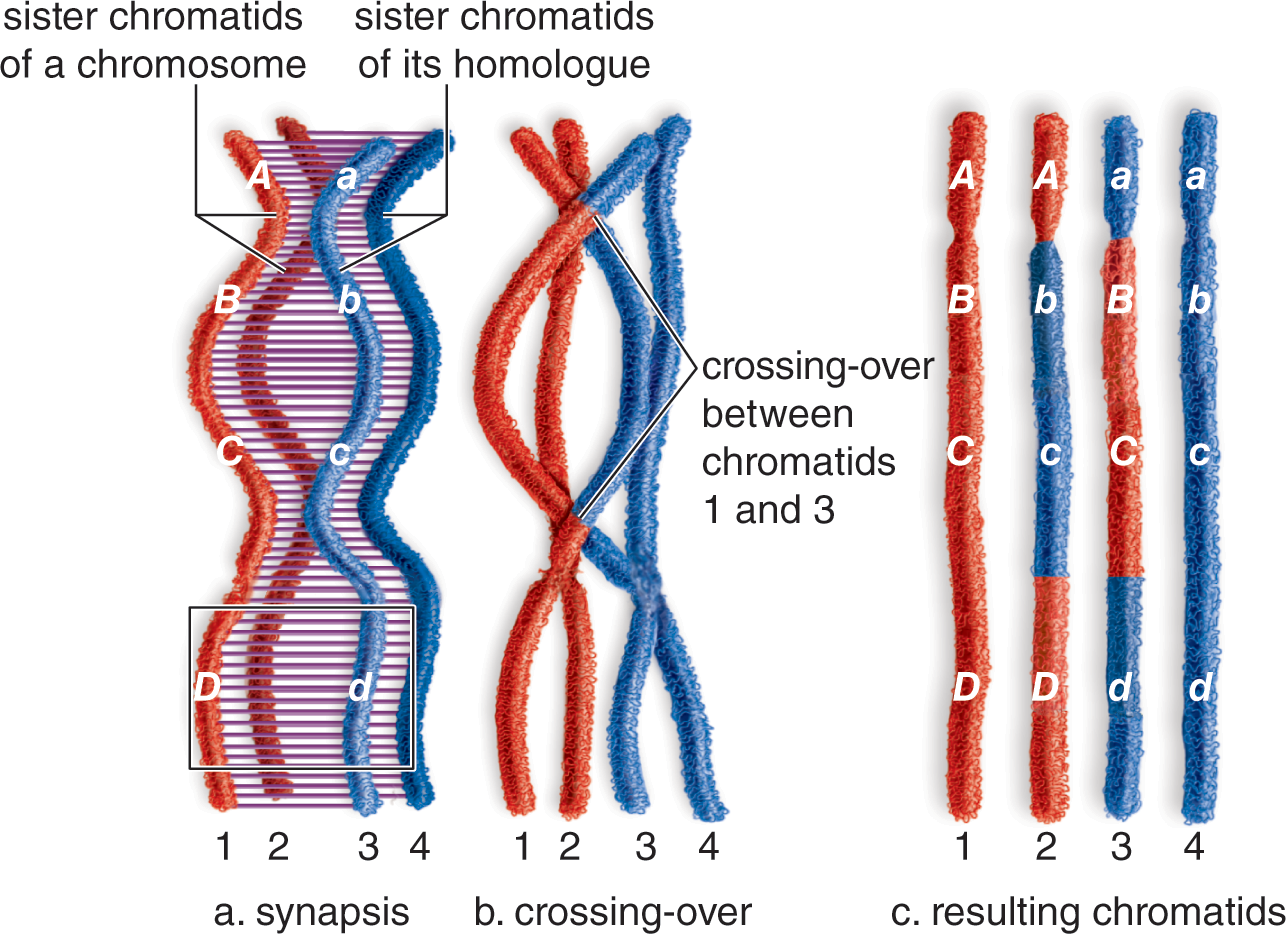 sister chromatids
of a chromosome
sister chromatids
of its homologue
A
a
B
b
C
c
D
d
1 2 3 4
a. synapsis
crossing-over
between
chromatids
1 and 3
1 2 3 4
b. crossing-over
A A a a
B b B b
C c C c
D D d d
1 2 3 4
c. resulting chromatids